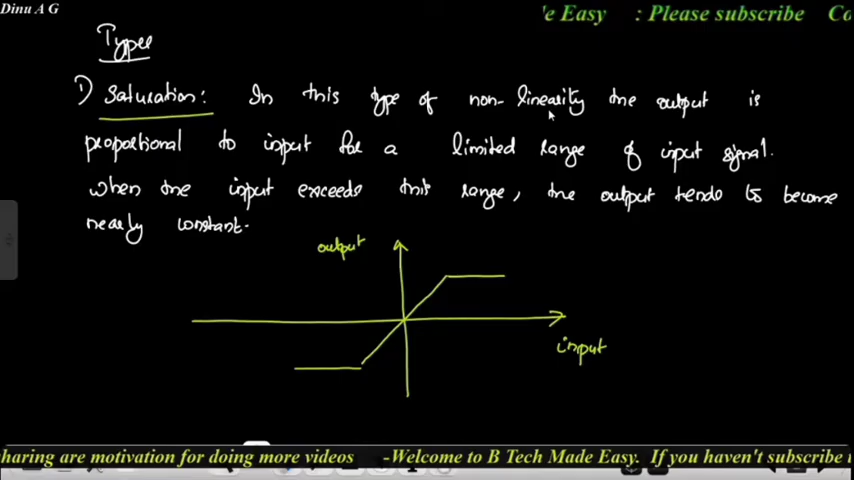 Dinu A G
'e Easy : Please subscribe Co
Types
1) Saturation: In this type of non-linearity the output is
proportional to input for a limited range of input signal.
when the input exceeds this range, the output tends to become
nearly constant.
output
input
sharing are motivation for doing more videos -Welcome to B Tech Made Easy. If you haven't subscribe